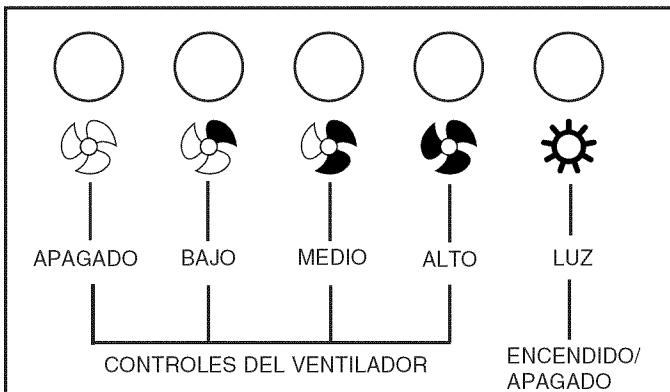 APAGADO BAJO MEDIO ALTO LUZ
CONTROLES DEL VENTILADOR
ENCENDIDO/
APAGADO